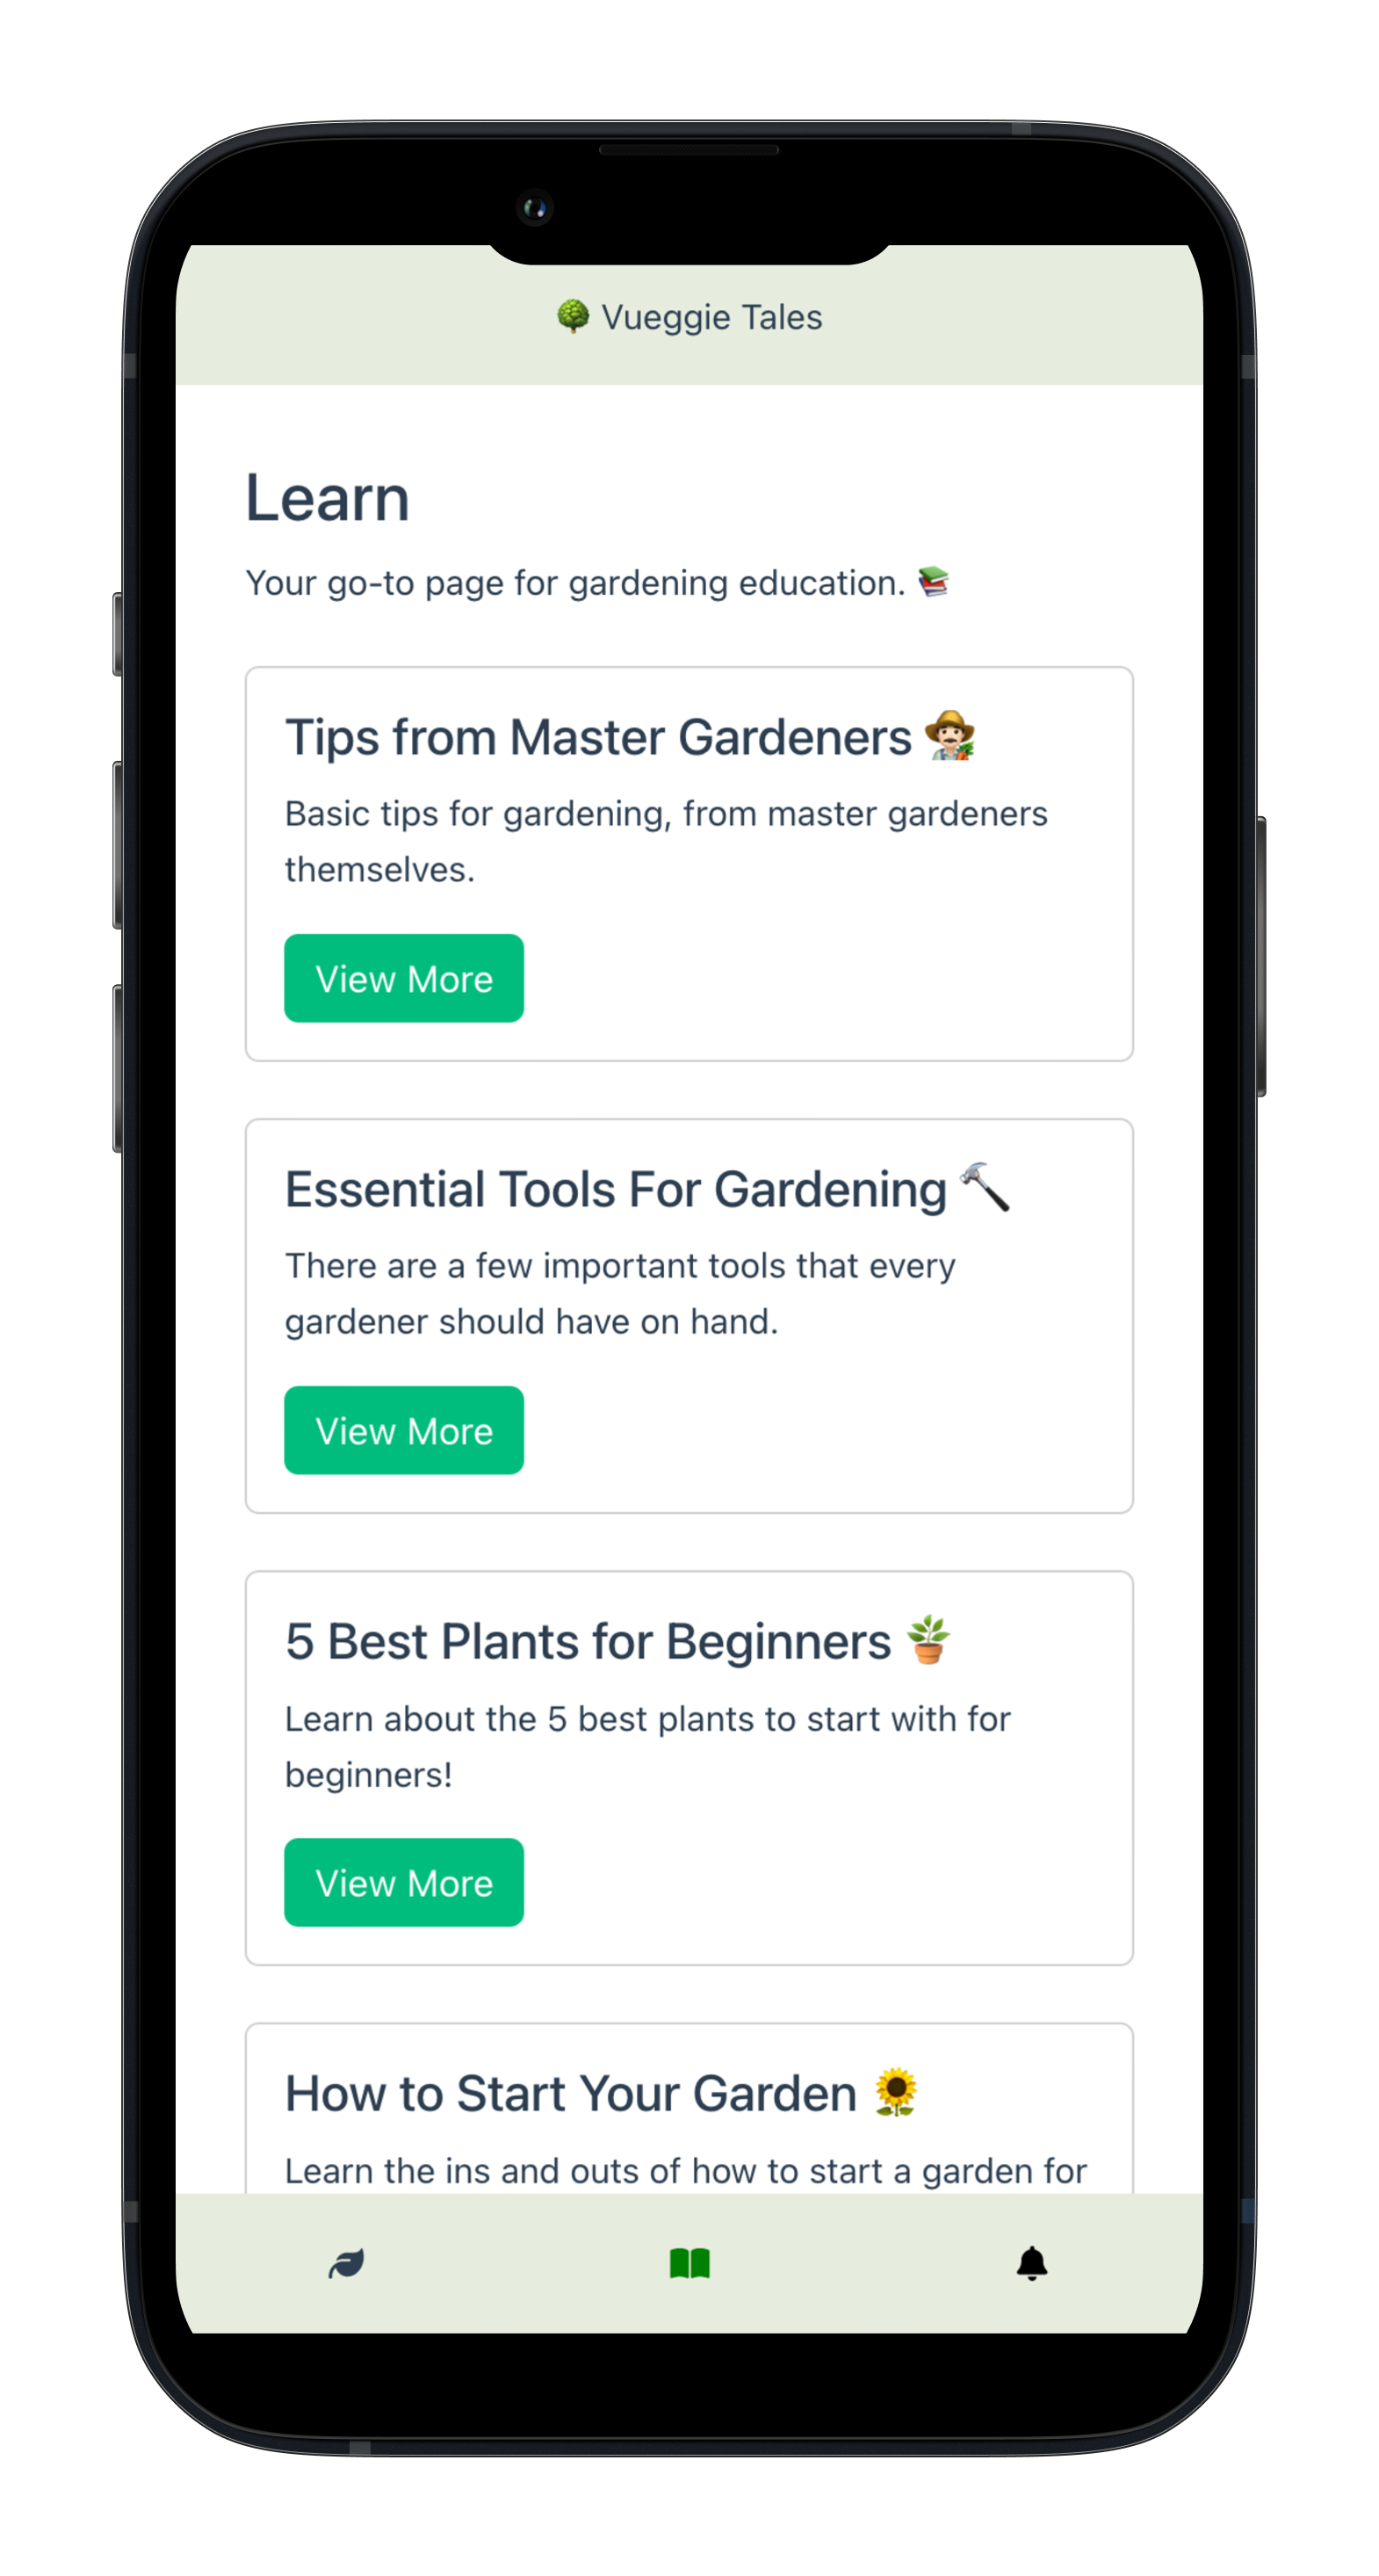 🌳 Vueggie Tales
Learn
Your go-to page for gardening education. 📚
Tips from Master Gardeners 👨🏻‍🌾
Basic tips for gardening, from master gardeners
themselves.
View More
Essential Tools For Gardening 🔨
There are a few important tools that every
gardener should have on hand.
View More
5 Best Plants for Beginners 🪴
Learn about the 5 best plants to start with for
beginners!
View More
How to Start Your Garden 🌻
Learn the ins and outs of how to start a garden for